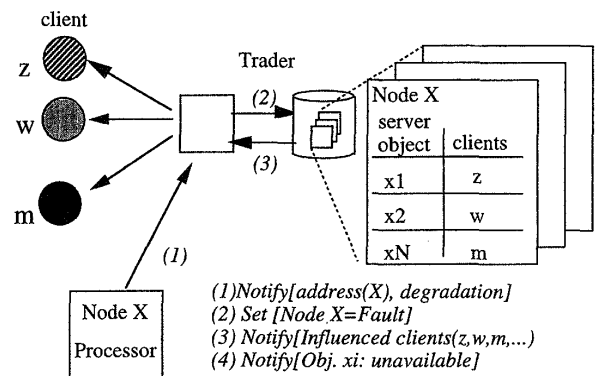 client
z
w
m
Trader
(2)
(3)
(1)
Node X
server
object clients
x1 z
x2 w
xN m
Node X
Processor
(1)Notify[address(X), degradation]
(2) Set [Node X=Fault]
(3) Notify[Influenced clients(z,w,m,...)
(4) Notify[Obj. xi: unavailable]